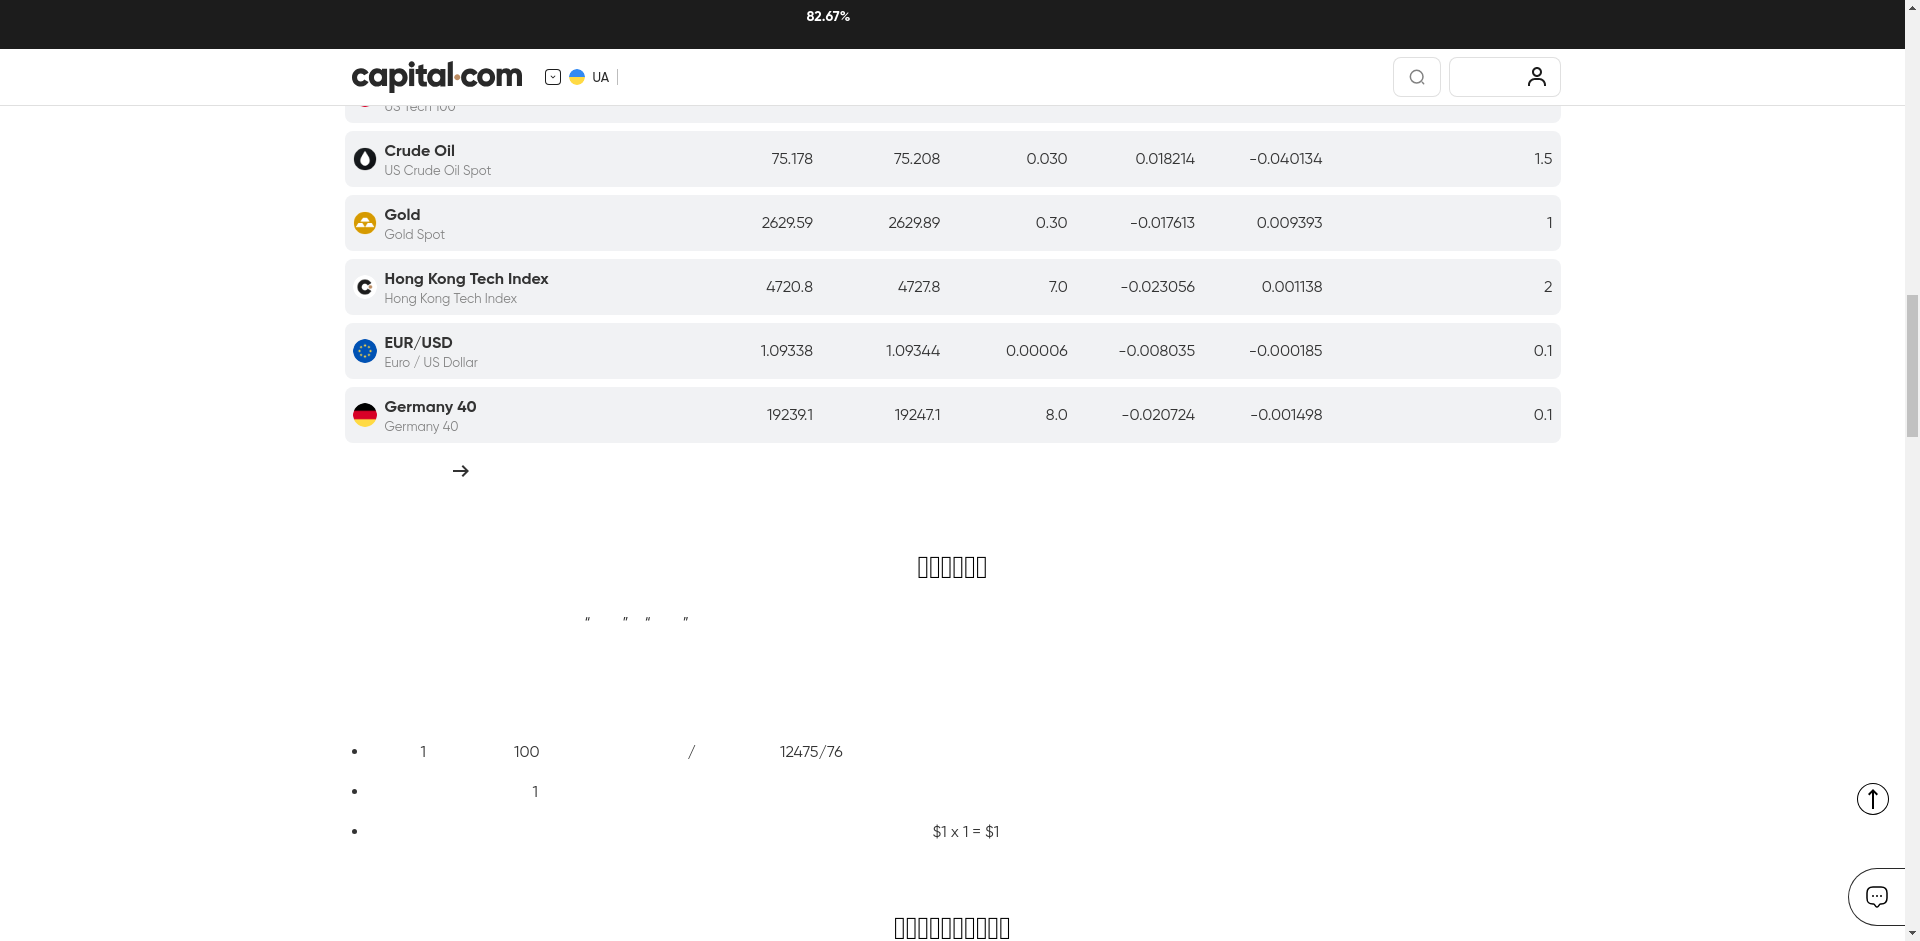 82.67%
capital.com UA
US Tech 100
Crude Oil 75.178 75.208 0.030 0.018214 -0.040134 1.5
US Crude Oil Spot
Gold 2629.59 2629.89 0.30 -0.017613 0.009393 1
Gold Spot
Hong Kong Tech Index 4720.8 4727.8 7.0 -0.023056 0.001138 2
Hong Kong Tech Index
EUR/USD 1.09338 1.09344 0.00006 -0.008035 -0.000185 0.1
Euro / US Dollar
Germany 40 19239.1 19247.1 8.0 -0.020724 -0.001498 0.1
Germany 40
“ ” “ ”
1 100 / 12475/76
1
$1 x 1 = $1